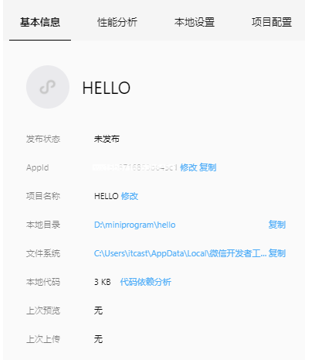 基本信息 性能分析 本地设置 项目配置
HELLO
发布状态 未发布
AppId 修改 复制
项目名称 HELLO 修改
本地目录 D:\miniprogram\hello 复制
文件系统 C:\Users\itcast\AppData\Local\微信开发者工... 复制
本地代码 3 KB 代码依赖分析
上次预览 无
上次上传 无